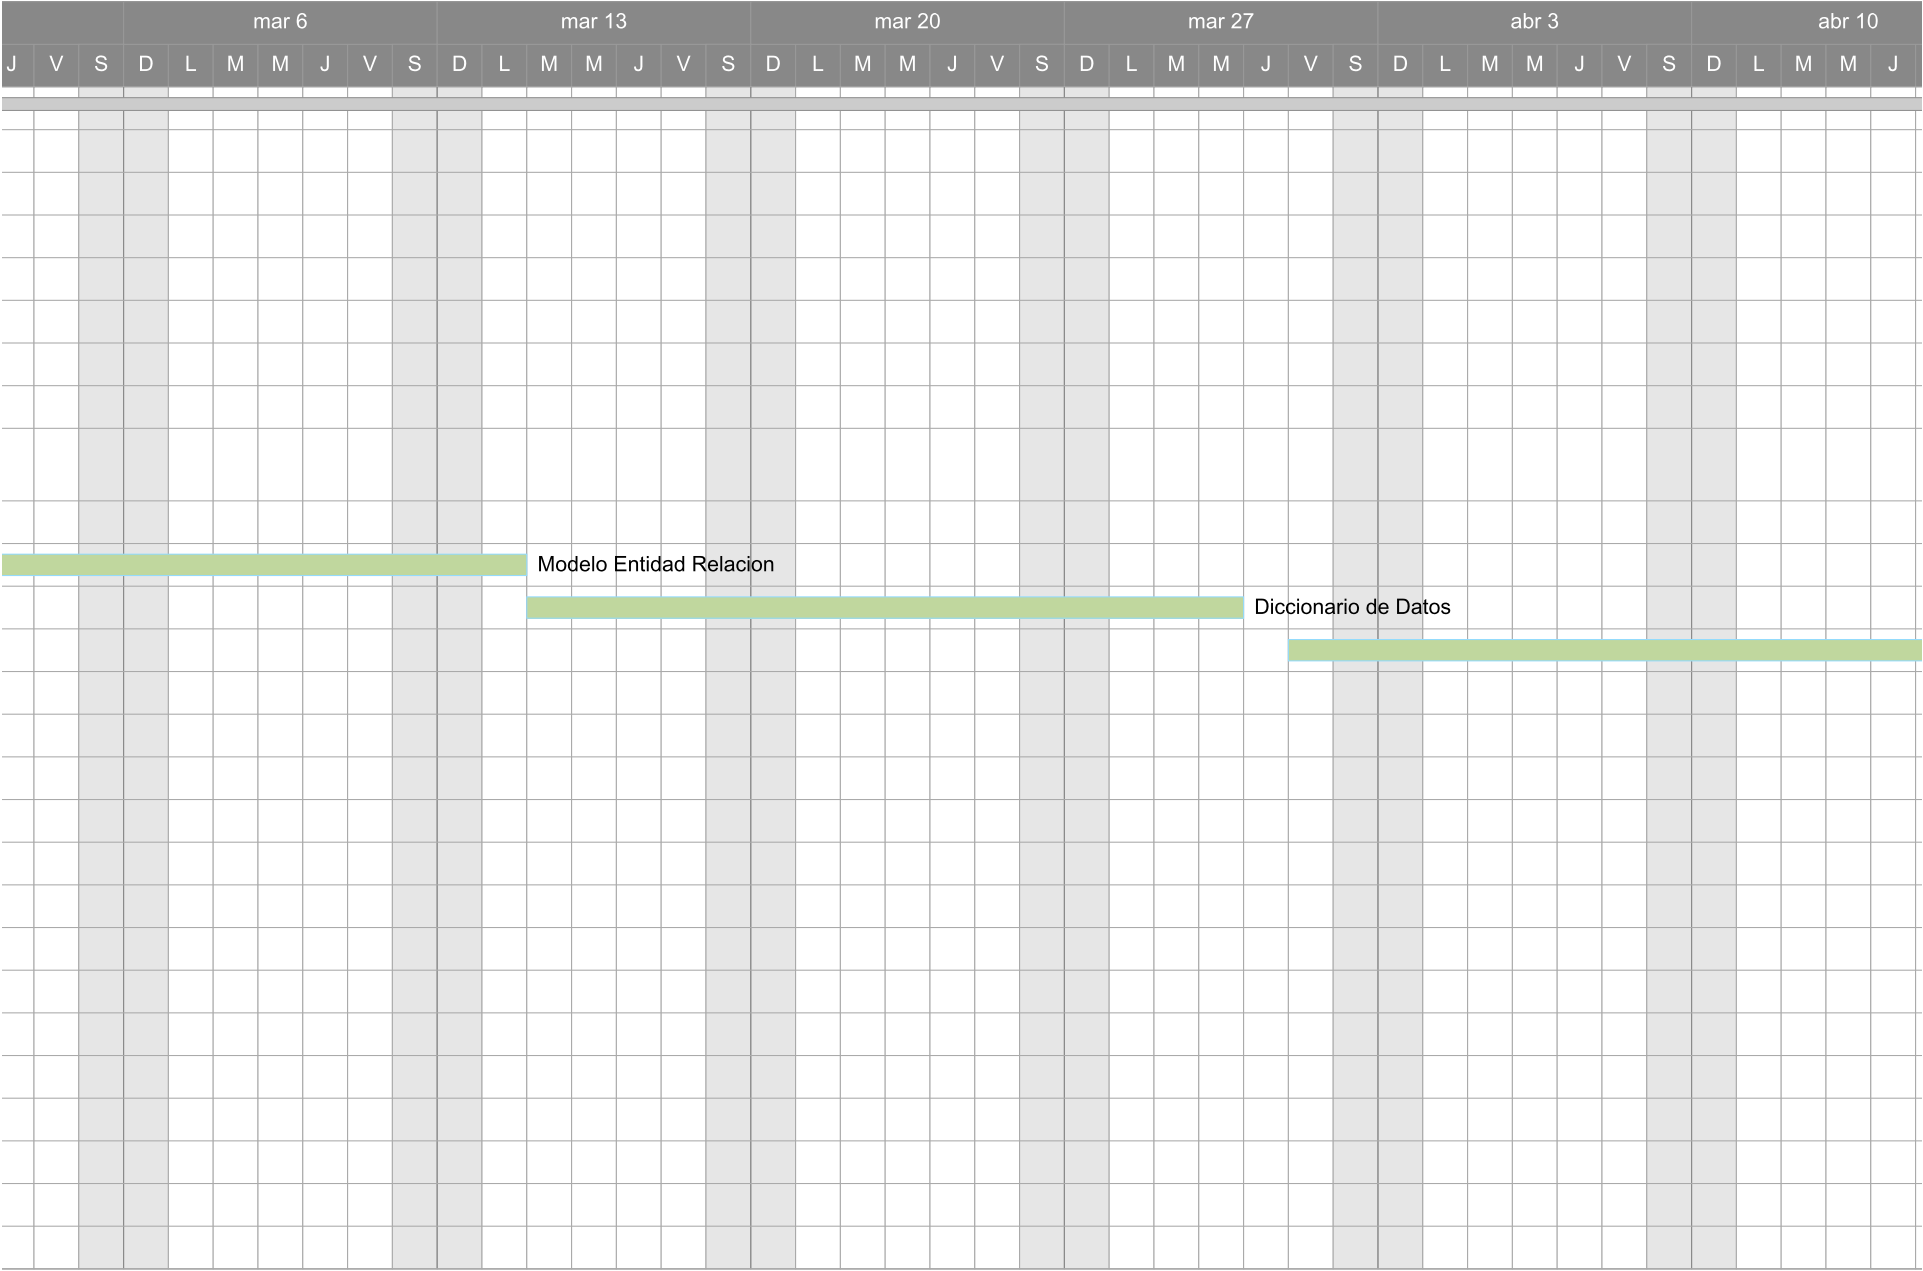 mar 6 mar 13 mar 20 mar 27 abr 3 abr 10
J V S D L M M J V S D L M M J V S D L M M J V S D L M M J V S D L M M J V S D L M M J
Modelo Entidad Relacion
Diccionario de Datos